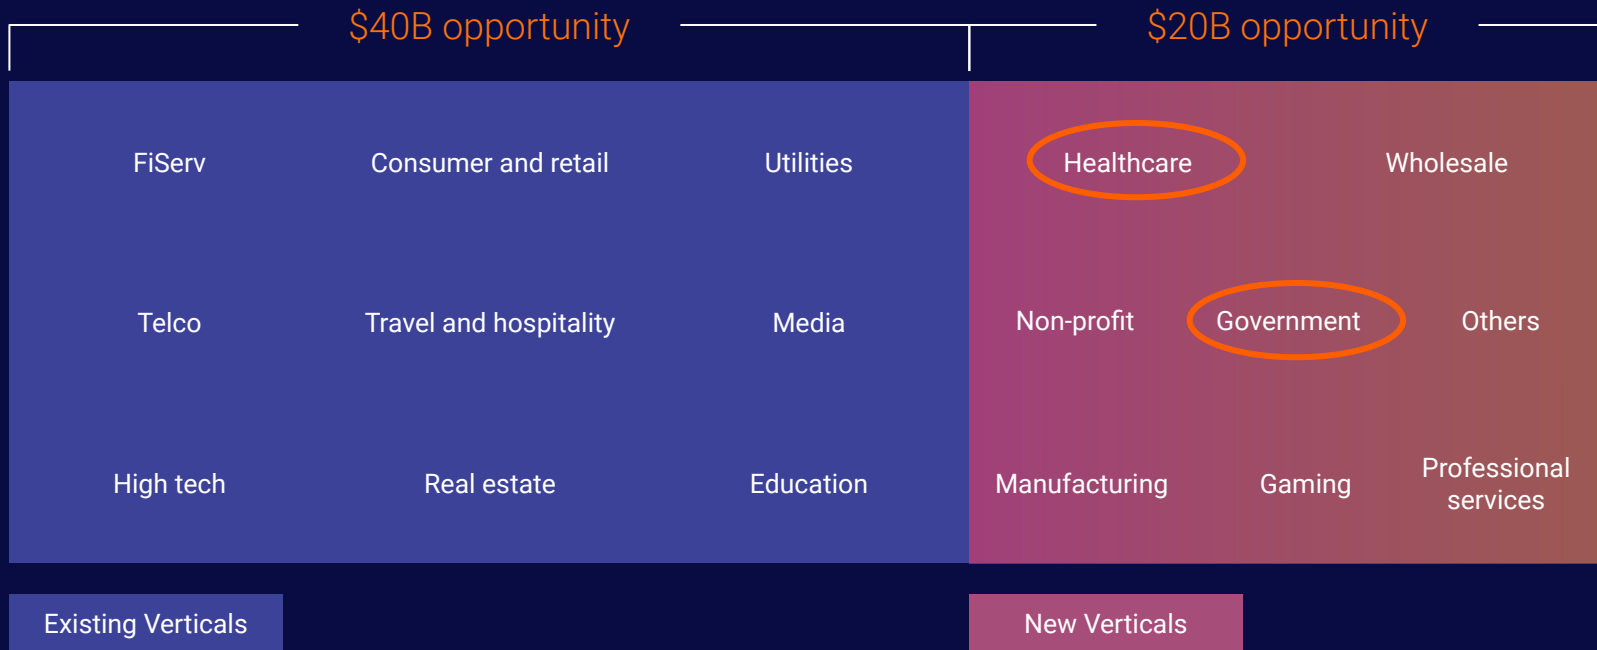 $40B opportunity
$20B opportunity
FiServ
Consumer and retail
Utilities
Healthcare
Wholesale
Telco
Travel and hospitality
Media
Non-profit
Government
Others
High tech
Real estate
Education
Manufacturing
Gaming
Professional
services
Existing Verticals
New Verticals